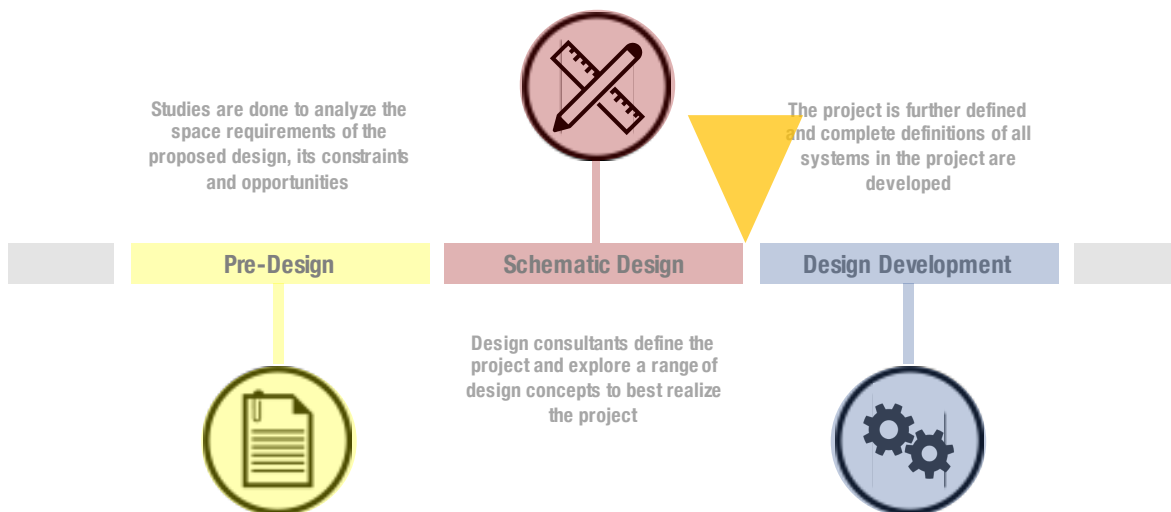 Studies are done to analyze the
space requirements of the
proposed design, its constraints
and opportunities
The project is further defined
and complete definitions of all
systems in the project are
developed
Pre-Design
Schematic Design
Design Development
Design consultants define the
project and explore a range of
design concepts to best realize
the project